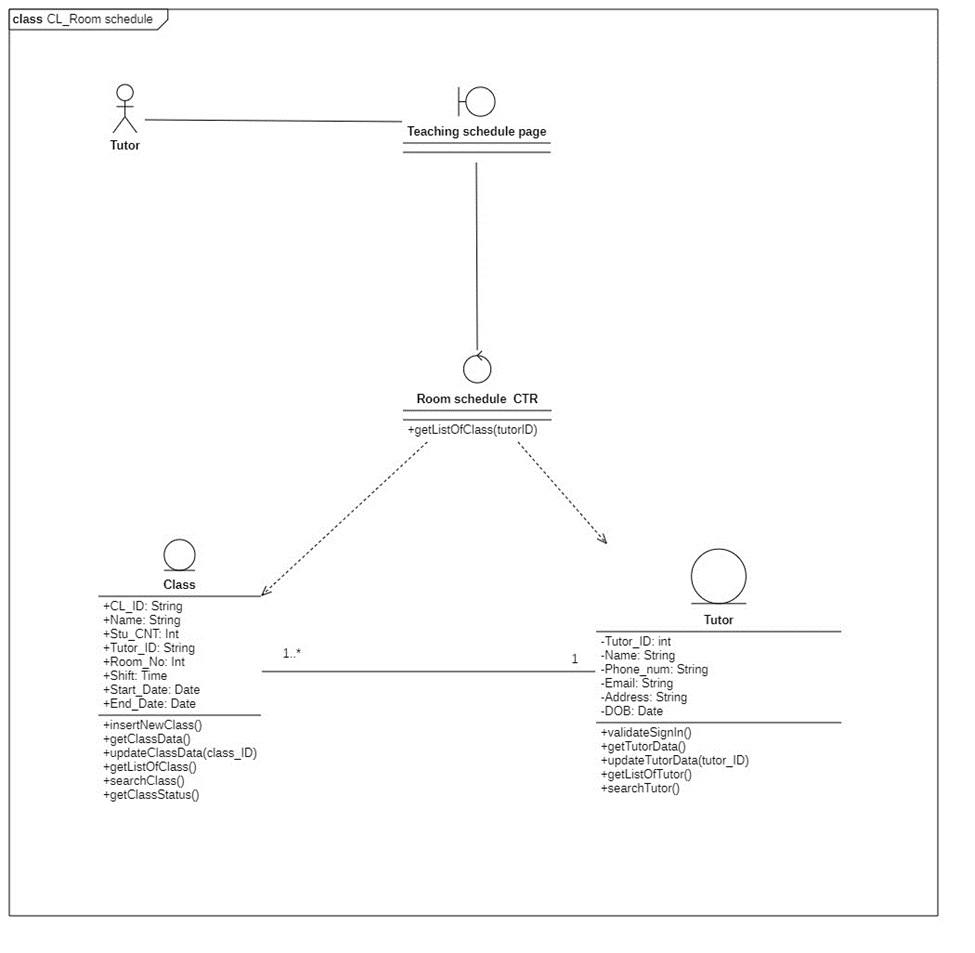 class CL_Room schedule
Tutor
Teaching schedule page
Room schedule CTR
+getListOfClass(tutorID)
Class
+CL_ID: String
+Name: String
+Stu_CNT: Int
+Tutor_ID: String
+Room_No: Int
+Shift: Time
+Start_Date: Date
+End_Date: Date
+insertNewClass()
+getClassData()
+updateClassData(class_ID)
+getListOfClass()
+searchClass()
+getClassStatus()
1..*
1
Tutor
-Tutor_ID: int
-Name: String
-Phone_num: String
-Email: String
-Address: String
-DOB: Date
+validateSignIn()
+getTutorData()
+updateTutorData(tutor_ID)
+getListOfTutor()
+searchTutor()